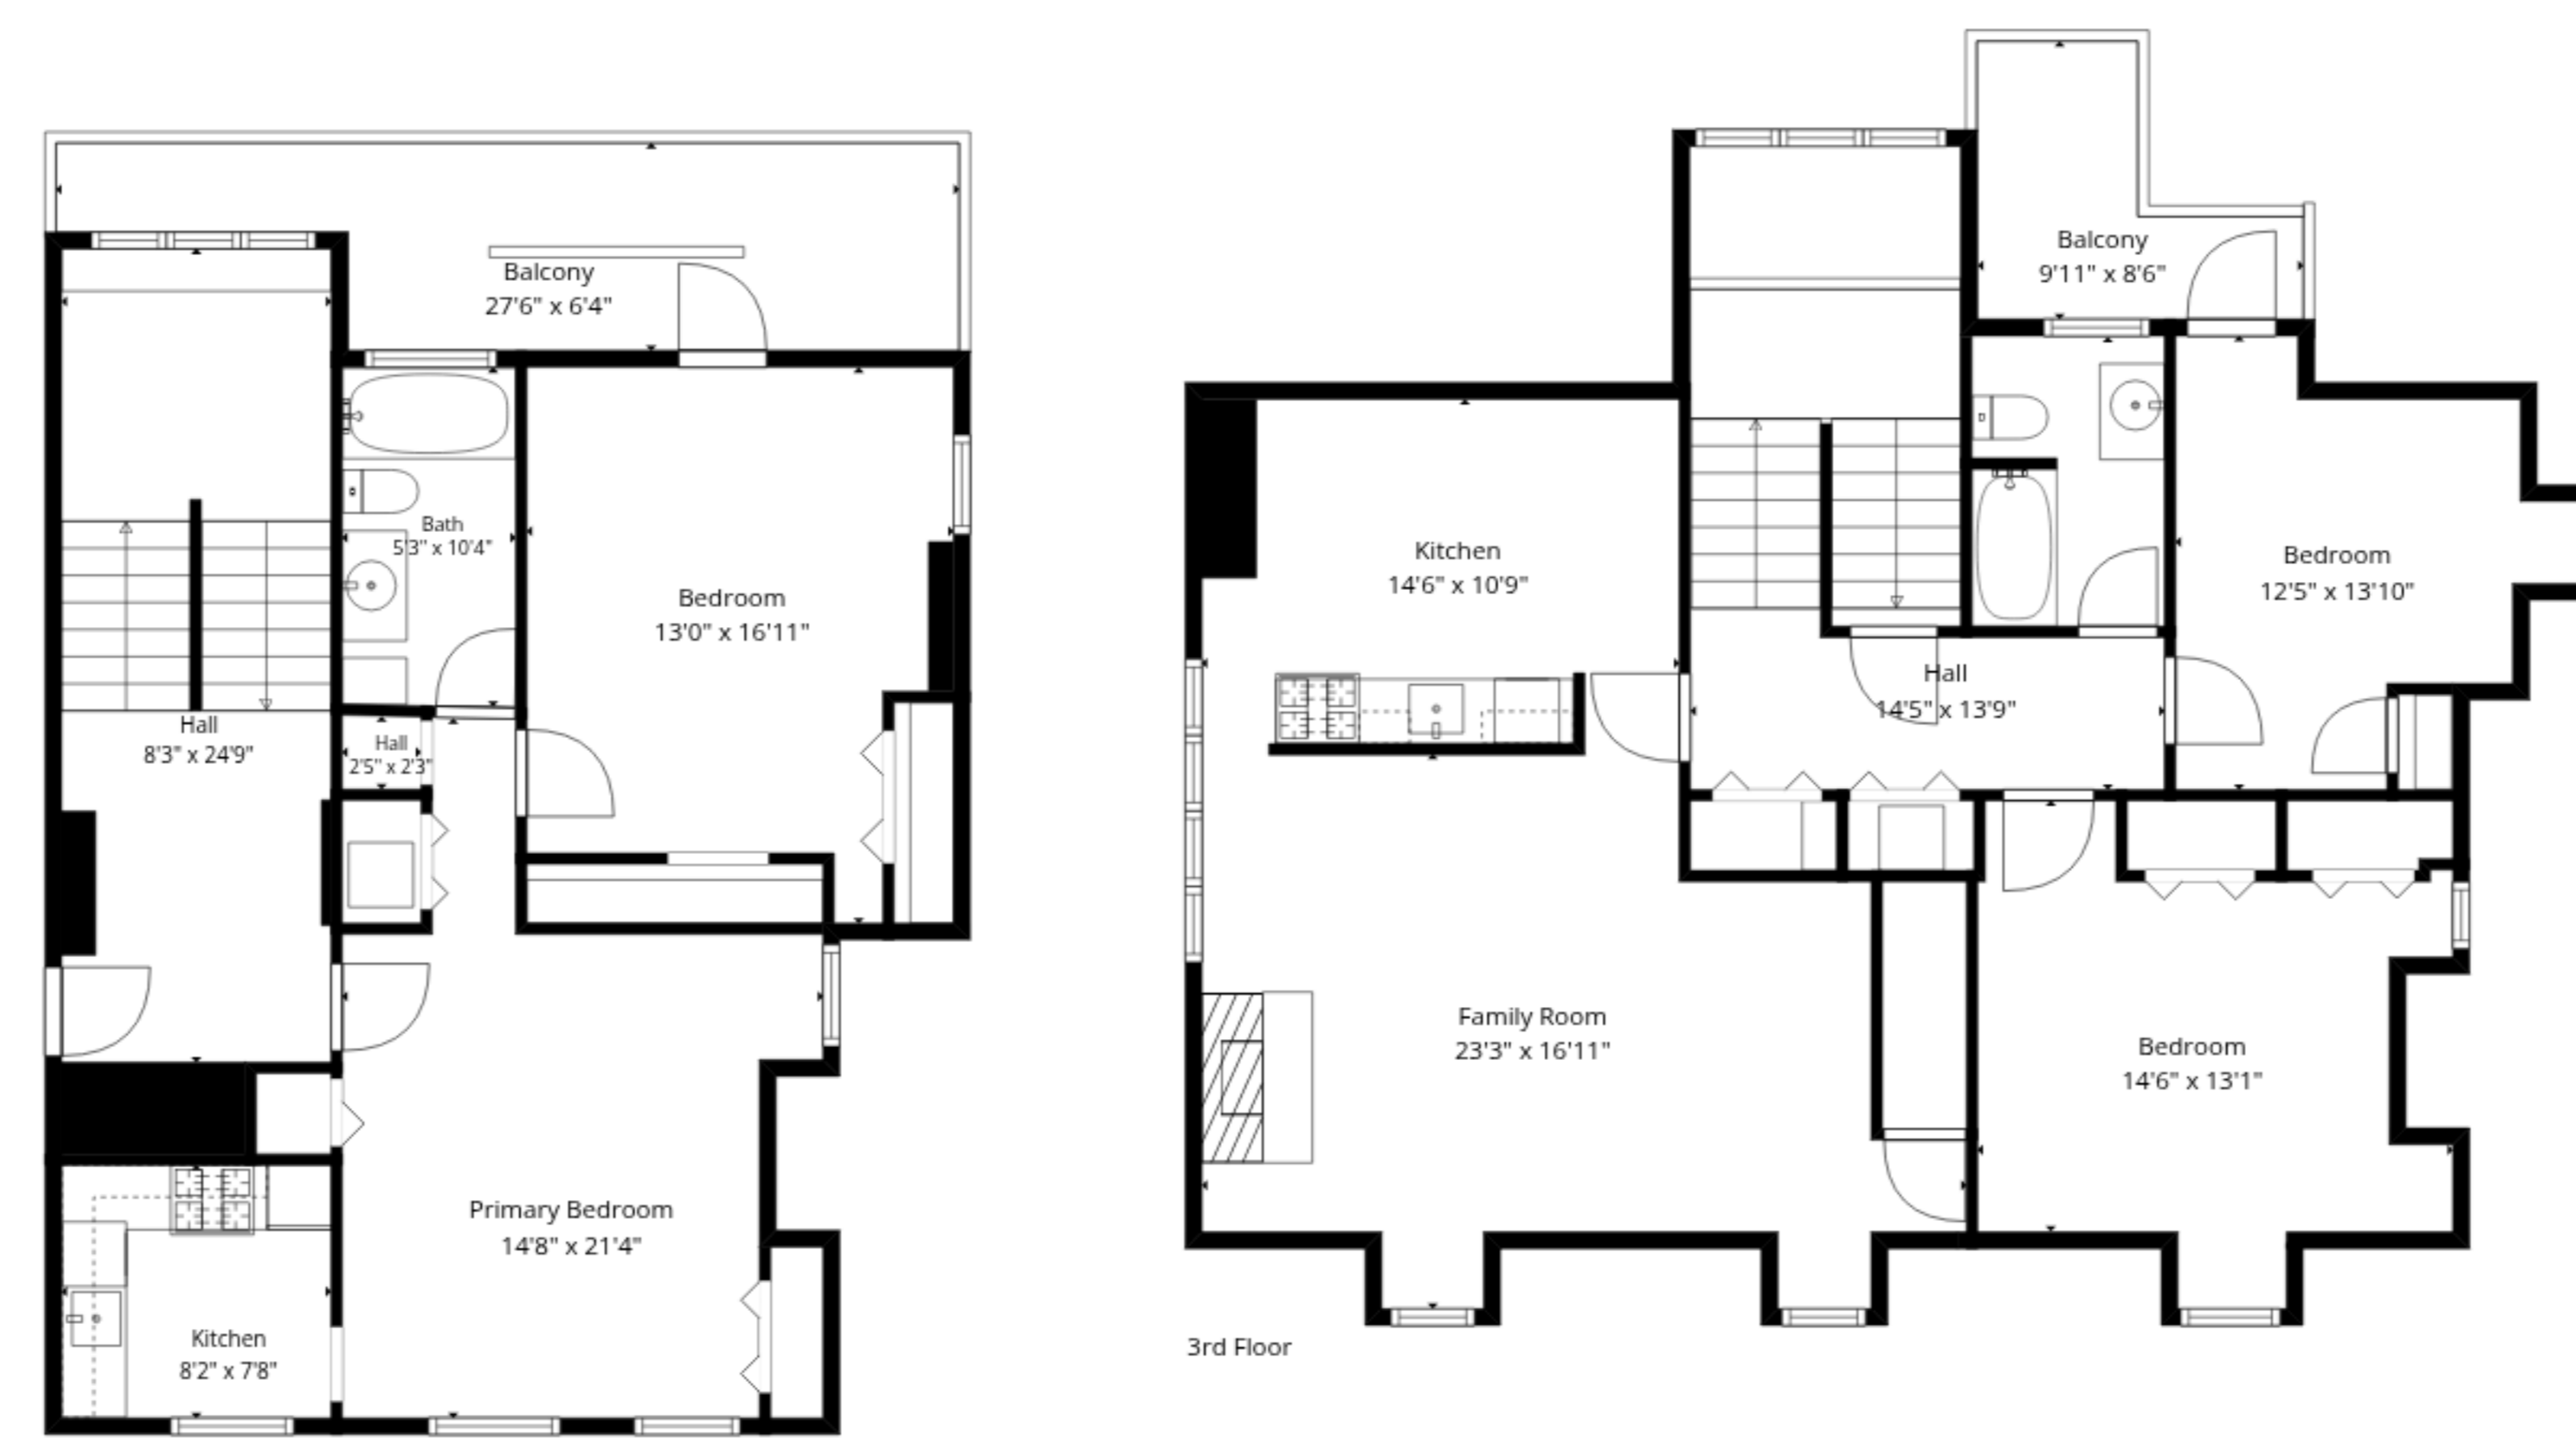 Balcony
27'6" x 6'4"
Bath
5'3" x 10'4"
Bedroom
13'0" x 16'11"
Hall
8'3" x 24'9"
Hall
2'5" x 2'3"
Primary Bedroom
14'8" x 21'4"
Kitchen
8'2" x 7'8"
Balcony
9'11" x 8'6"
Kitchen
14'6" x 10'9"
Bedroom
12'5" x 13'10"
Hall
14'5" x 13'9"
Family Room
23'3" x 16'11"
Bedroom
14'6" x 13'1"
3rd Floor